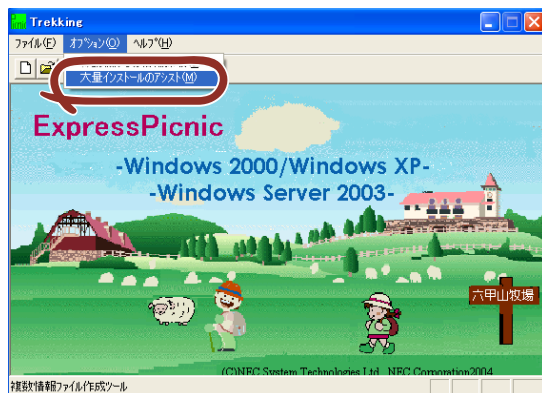 Trekking
ファイル(F) オプション(O) ヘルプ(H)
大量インストールのアシスト(M)
ExpressPicnic
-Windows 2000/Windows XP-
-Windows Server 2003-
六甲山牧場
(C)NEC System Technologies Ltd. NEC Corporation2004
複数情報ファイル作成ツール